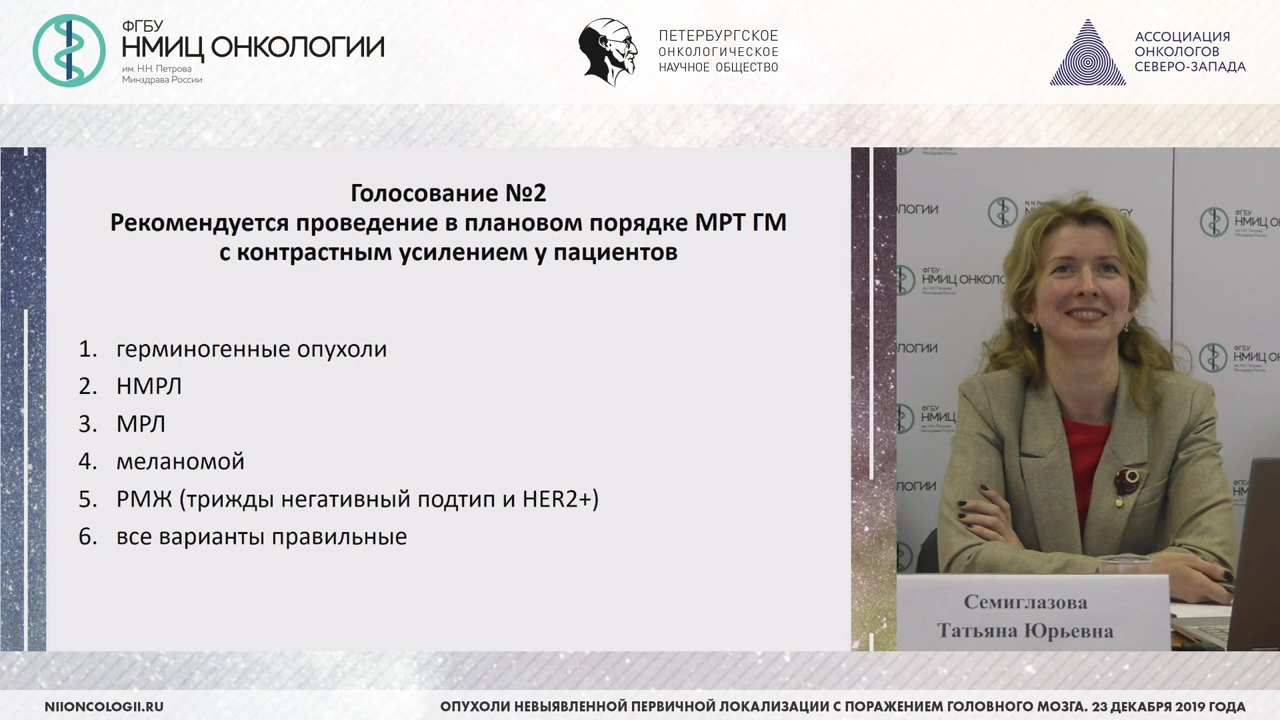 ФГБУ
НМИЦ ОНКОЛОГИИ
им. Н.Н. Петрова
Минздрава России
ПЕТЕРБУРГСКОЕ
ОНКОЛОГИЧЕСКОЕ
НАУЧНОЕ ОБЩЕСТВО
АССОЦИАЦИЯ
ОНКОЛОГОВ
СЕВЕРО-ЗАПАДА
Голосование №2
Рекомендуется проведение в плановом порядке МРТ ГМ
с контрастным усилением у пациентов
1. герминогенные опухоли
2. НМРЛ
3. МРЛ
4. меланомой
5. РМЖ (трижды негативный подтип и HER2+)
6. все варианты правильные
Семиглазова
Татьяна Юрьевна
NIIONCOLOGII.RU
ОПУХОЛИ НЕВЫЯВЛЕННОЙ ПЕРВИЧНОЙ ЛОКАЛИЗАЦИИ С ПОРАЖЕНИЕМ ГОЛОВНОГО МОЗГА. 23 ДЕКАБРЯ 2019 ГОДА